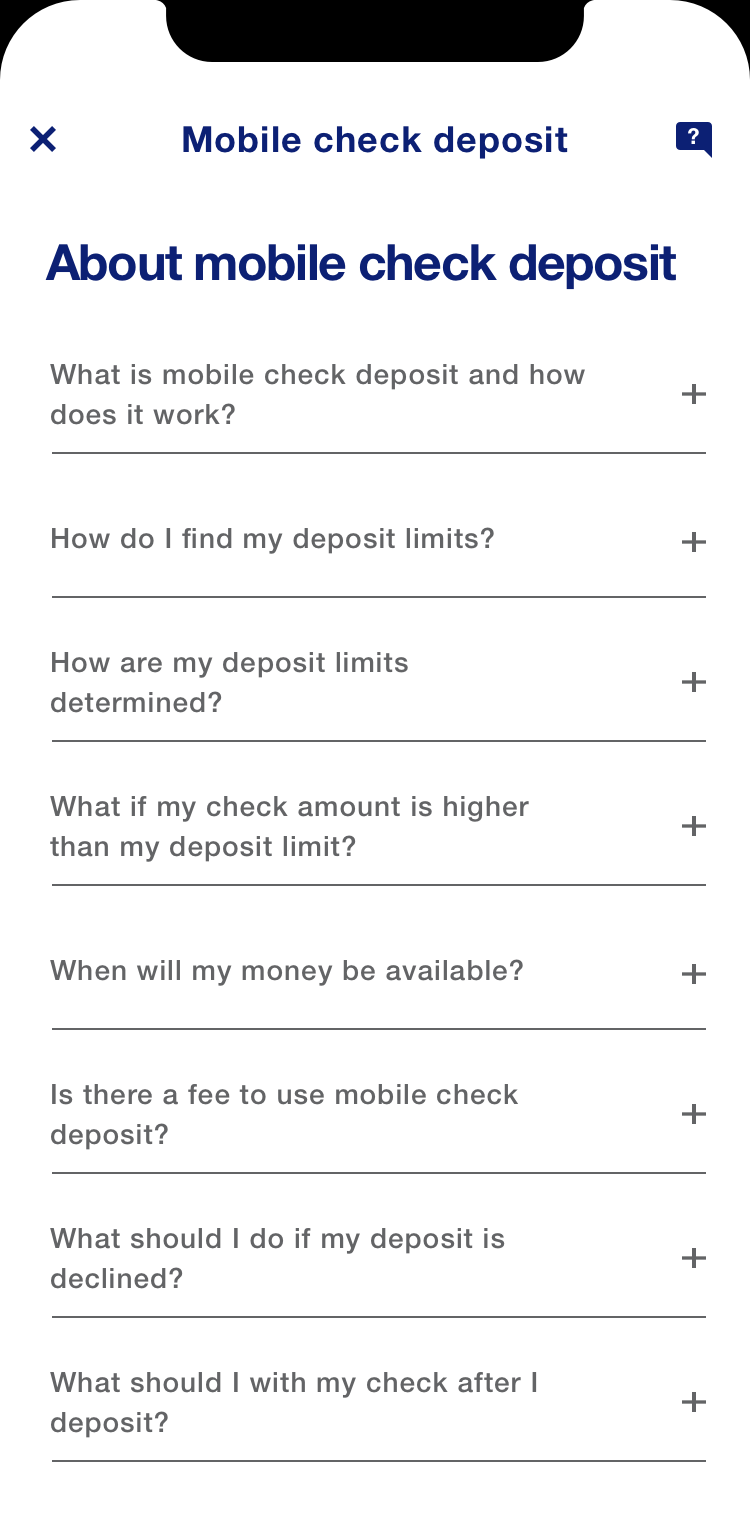 Mobile check deposit
?
About mobile check deposit
What is mobile check deposit and how
does it work?
How do I find my deposit limits?
How are my deposit limits
determined?
What if my check amount is higher
than my deposit limit?
When will my money be available?
Is there a fee to use mobile check
deposit?
What should I do if my deposit is
declined?
What should I with my check after I
deposit?